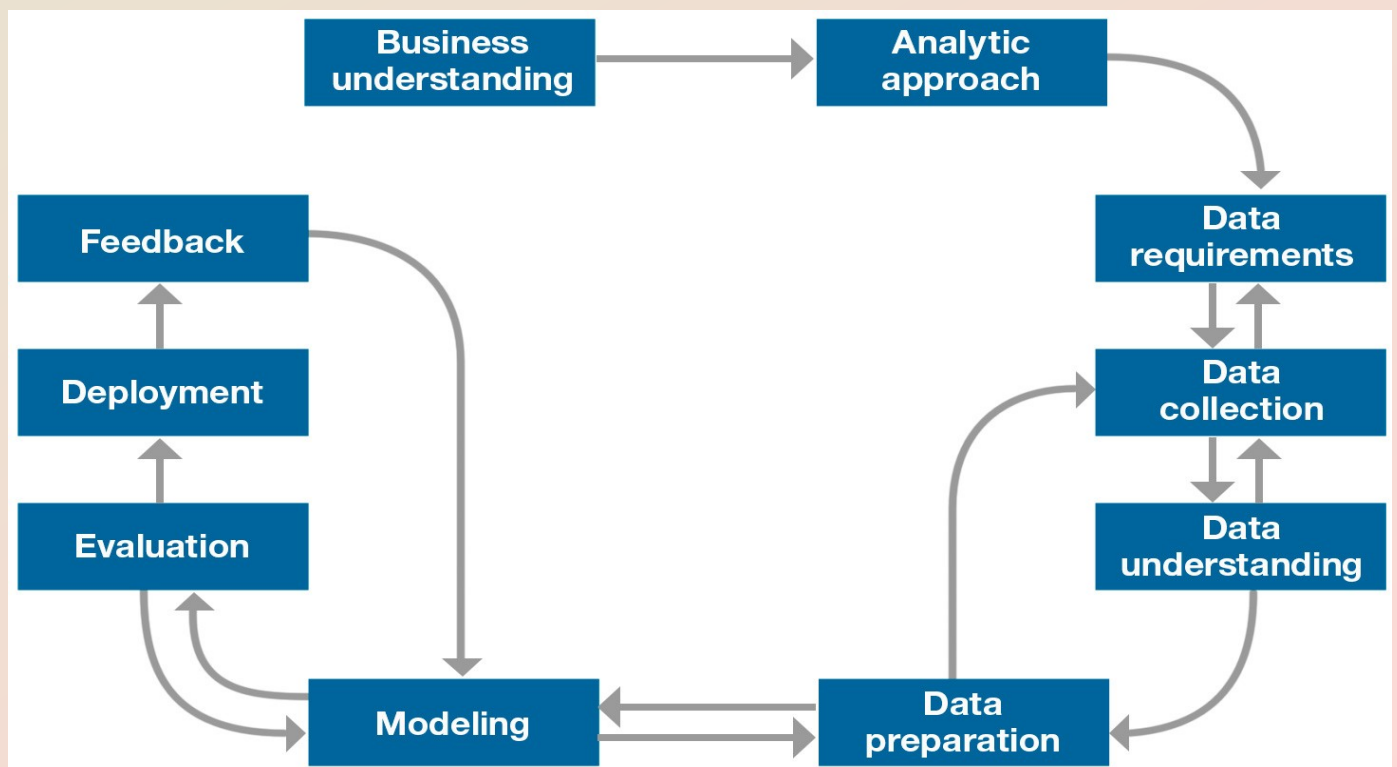 Business
understanding
Analytic
approach
Data
requirements
Data
collection
Data
understanding
Data
preparation
Modeling
Evaluation
Deployment
Feedback